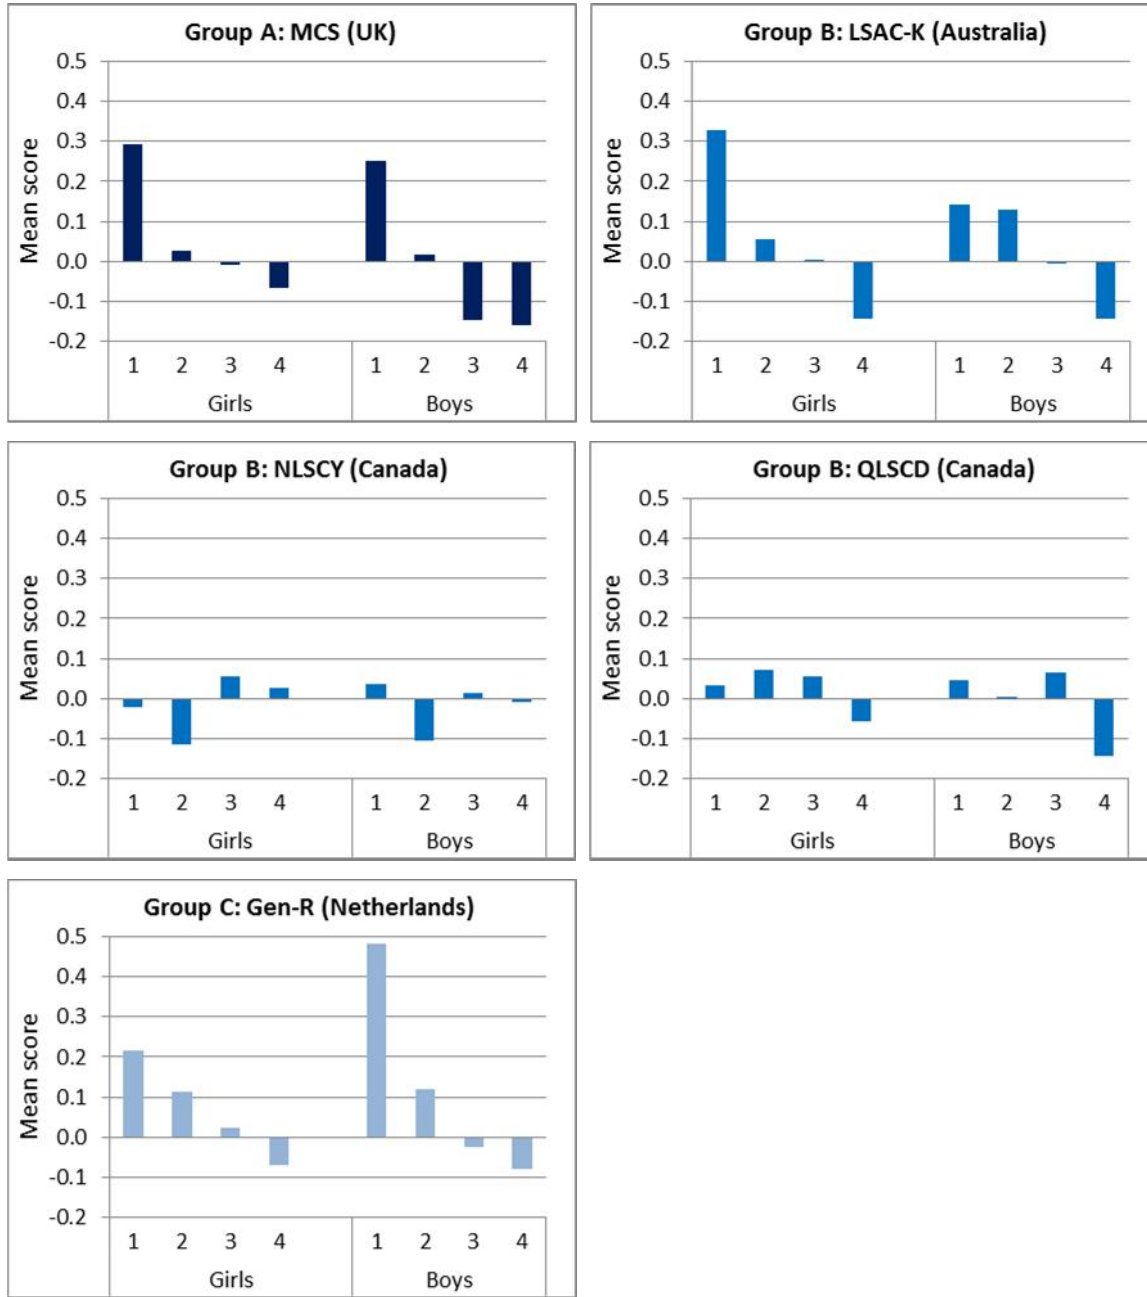 Group A: MCS (UK)
0.5
0.4
0.3
0.2
0.1
0.0
-0.1
-0.2
Mean score
1 2 3 4 1 2 3 4
Girls Boys
Group B: LSAC-K (Australia)
0.5
0.4
0.3
0.2
0.1
0.0
-0.1
-0.2
Mean score
1 2 3 4 1 2 3 4
Girls Boys
Group B: NLSCY (Canada)
0.5
0.4
0.3
0.2
0.1
0.0
-0.1
-0.2
Mean score
1 2 3 4 1 2 3 4
Girls Boys
Group B: QLSCD (Canada)
0.5
0.4
0.3
0.2
0.1
0.0
-0.1
-0.2
Mean score
1 2 3 4 1 2 3 4
Girls Boys
Group C: Gen-R (Netherlands)
0.5
0.4
0.3
0.2
0.1
0.0
-0.1
-0.2
Mean score
1 2 3 4 1 2 3 4
Girls Boys